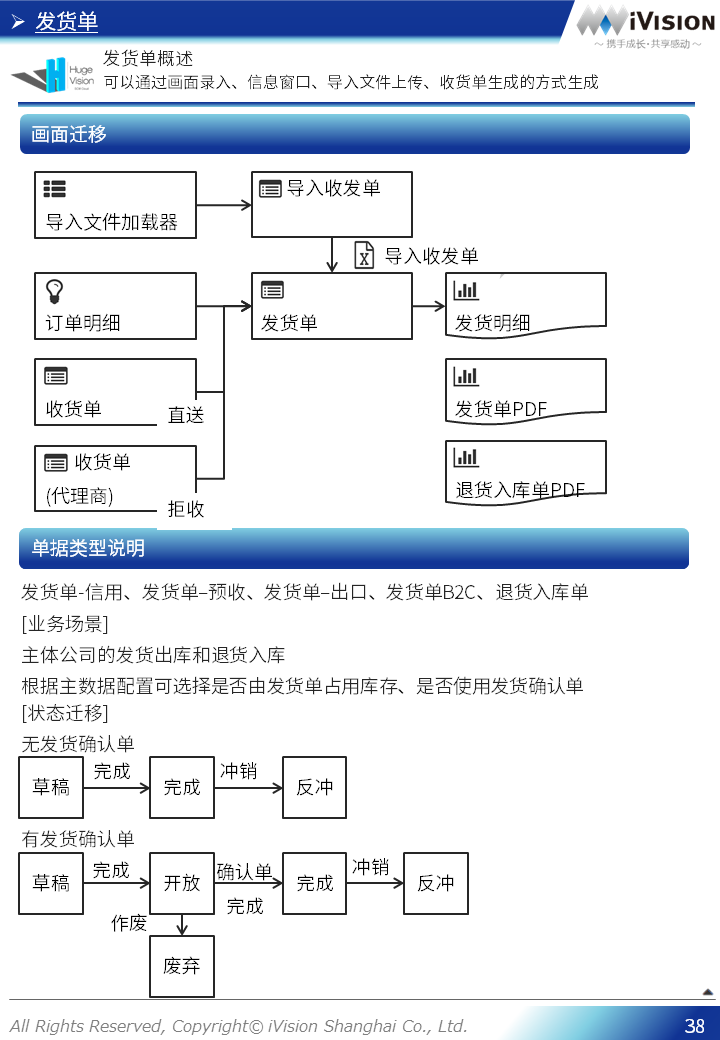 发货单
iVISION
～ 携手成长·共享感动 ～
Huge
Vision
发货单概述
可以通过画面录入、信息窗口、导入文件上传、收货单生成的方式生成
画面迁移
导入文件加载器
导入收发单
X
导入收发单
订单明细
发货单
发货明细
收货单
直送
发货单PDF
收货单
(代理商)
拒收
退货入库单PDF
单据类型说明
发货单-信用、发货单–预收、发货单–出口、发货单B2C、退货入库单
[业务场景]
主体公司的发货出库和退货入库
根据主数据配置可选择是否由发货单占用库存、是否使用发货确认单
[状态迁移]
无发货确认单
草稿
完成
完成
冲销
反冲
有发货确认单
草稿
完成
开放
确认单
完成
完成
冲销
反冲
作废
废弃
All Rights Reserved, Copyright© iVision Shanghai Co., Ltd.
38